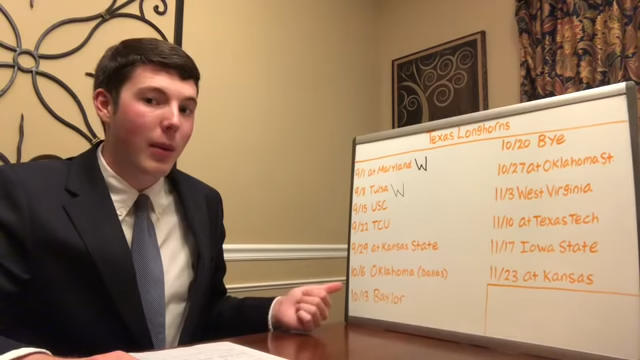 Texas Longhorns
9/1 at Maryland W
9/8 Tulsa W
9/15 USC
9/22 TCU
9/29 at Kansas State
10/6 Oklahoma (Dallas)
10/13 Baylor
10/20 Bye
10/27 at Oklahoma St.
11/3 West Virginia
11/10 at Texas Tech
11/17 Iowa State
11/23 at Kansas